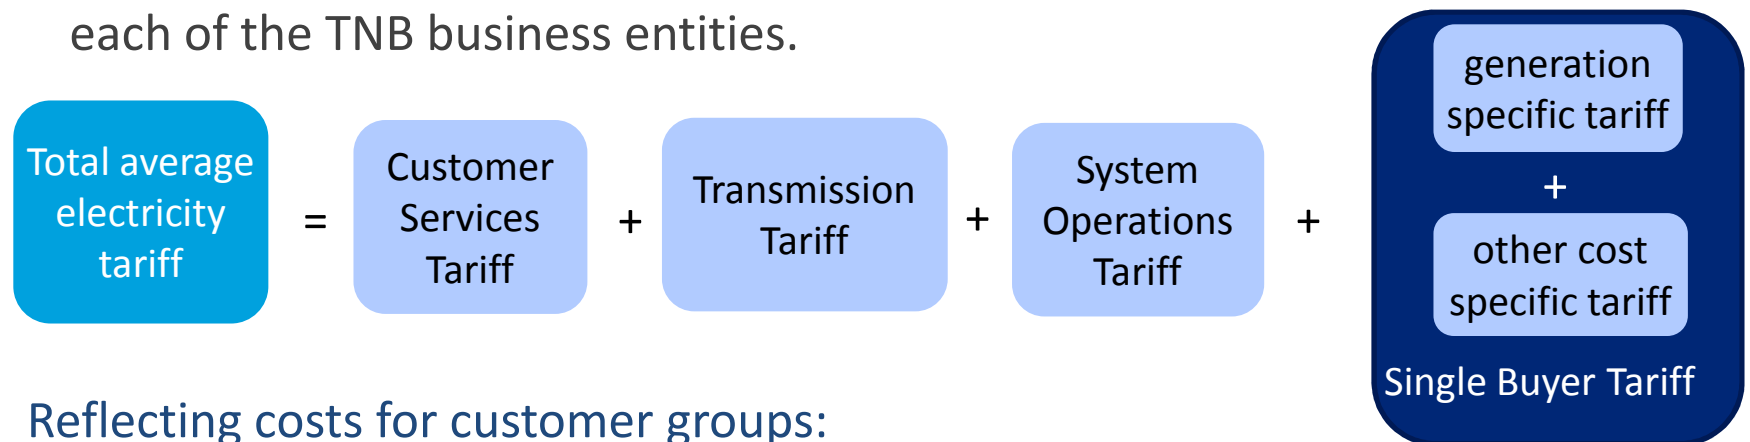 each of the TNB business entities.
Total average
electricity
tariff
=
Customer
Services
Tariff
+
Transmission
Tariff
+
System
Operations
Tariff
+
generation
specific tariff
+
other cost
specific tariff
Single Buyer Tariff
Reflecting costs for customer groups: